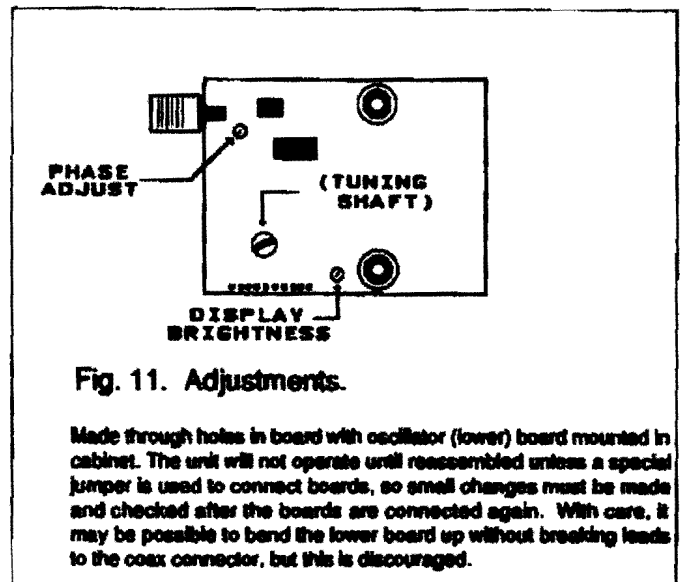 PHASE
ADJUST
(TUNING
SHAFT)
DISPLAY
BRIGHTNESS
Fig. 11. Adjustments.
Made through holes in board with oscillator (lower) board mounted in
cabinet. The unit will not operate until reassembled unless a special
jumper is used to connect boards, so small changes must be made
and checked after the boards are connected again. With care, it
may be possible to bend the lower board up without breaking leads
to the coax connector, but this is discouraged.